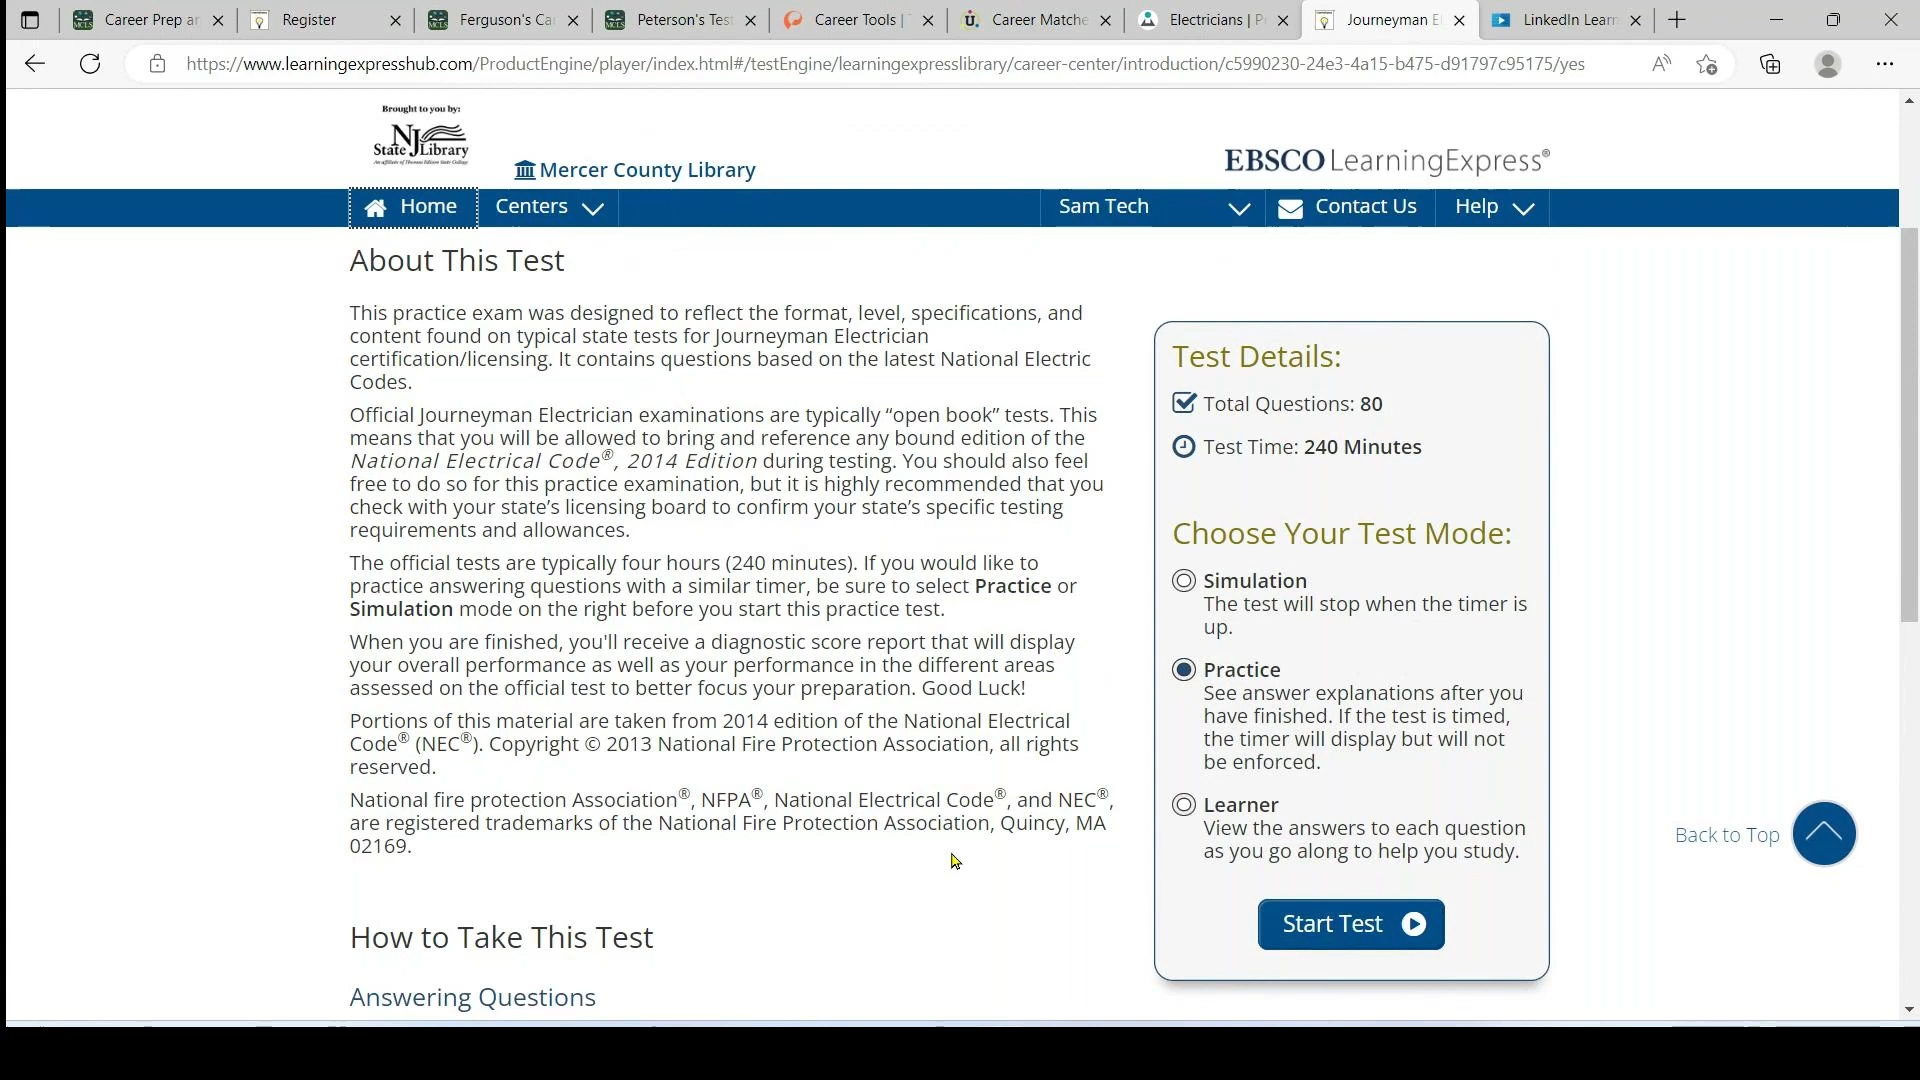 Career Prep an
Register
Ferguson's Ca
Peterson's Test
Career Tools |
Career Matche
Electricians | P
Journeyman E
LinkedIn Learn
https://www.learningexpresshub.com/ProductEngine/player/index.html#/testEngine/learningexpresslibrary/career-center/introduction/c5990230-24e3-4a15-b475-d91797c95175/yes
Brought to you by:
NJ
State Library
An affiliate of Thomas Edison State College
Mercer County Library
EBSCO LearningExpress®
Home
Centers
Sam Tech
Contact Us
Help
About This Test
This practice exam was designed to reflect the format, level, specifications, and
content found on typical state tests for Journeyman Electrician
certification/licensing. It contains questions based on the latest National Electric
Codes.
Official Journeyman Electrician examinations are typically “open book” tests. This
means that you will be allowed to bring and reference any bound edition of the
National Electrical Code®, 2014 Edition during testing. You should also feel
free to do so for this practice examination, but it is highly recommended that you
check with your state’s licensing board to confirm your state’s specific testing
requirements and allowances.
The official tests are typically four hours (240 minutes). If you would like to
practice answering questions with a similar timer, be sure to select Practice or
Simulation mode on the right before you start this practice test.
When you are finished, you'll receive a diagnostic score report that will display
your overall performance as well as your performance in the different areas
assessed on the official test to better focus your preparation. Good Luck!
Portions of this material are taken from 2014 edition of the National Electrical
Code® (NEC®). Copyright © 2013 National Fire Protection Association, all rights
reserved.
National fire protection Association®, NFPA®, National Electrical Code®, and NEC®,
are registered trademarks of the National Fire Protection Association, Quincy, MA
02169.
How to Take This Test
Answering Questions
Test Details:
Total Questions: 80
Test Time: 240 Minutes
Choose Your Test Mode:
Simulation
The test will stop when the timer is
up.
Practice
See answer explanations after you
have finished. If the test is timed,
the timer will display but will not
be enforced.
Learner
View the answers to each question
as you go along to help you study.
Start Test
Back to Top